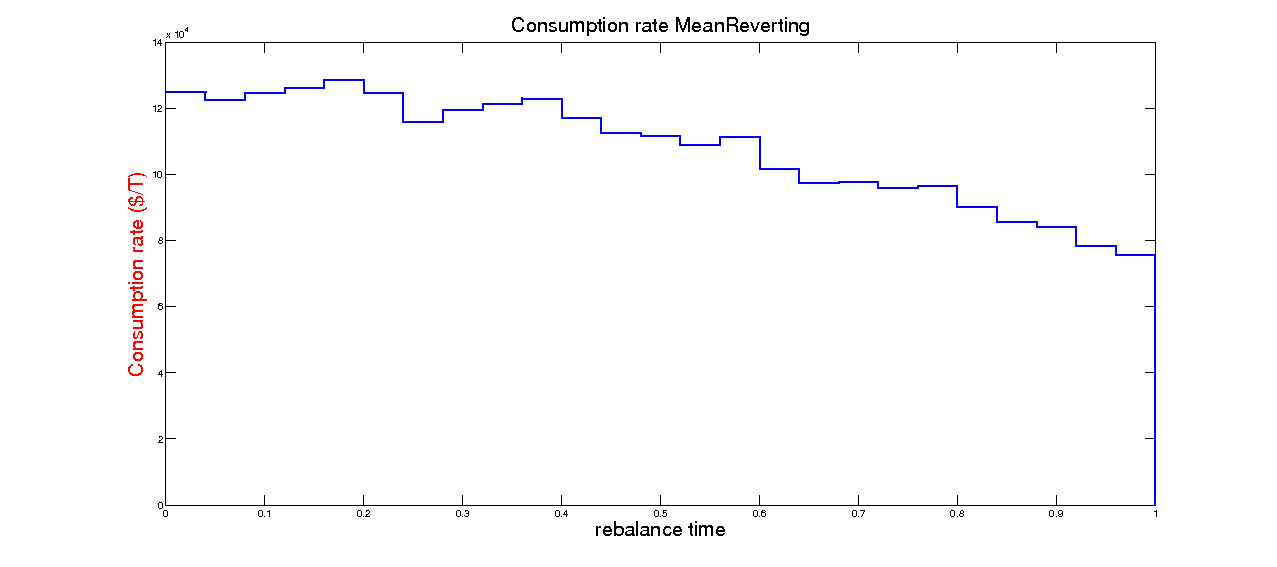 Consumption rate MeanReverting
x 10^4
14
12
10
8
6
4
2
0
Consumption rate ($/T)
0 0.1 0.2 0.3 0.4 0.5 0.6 0.7 0.8 0.9 1
rebalance time